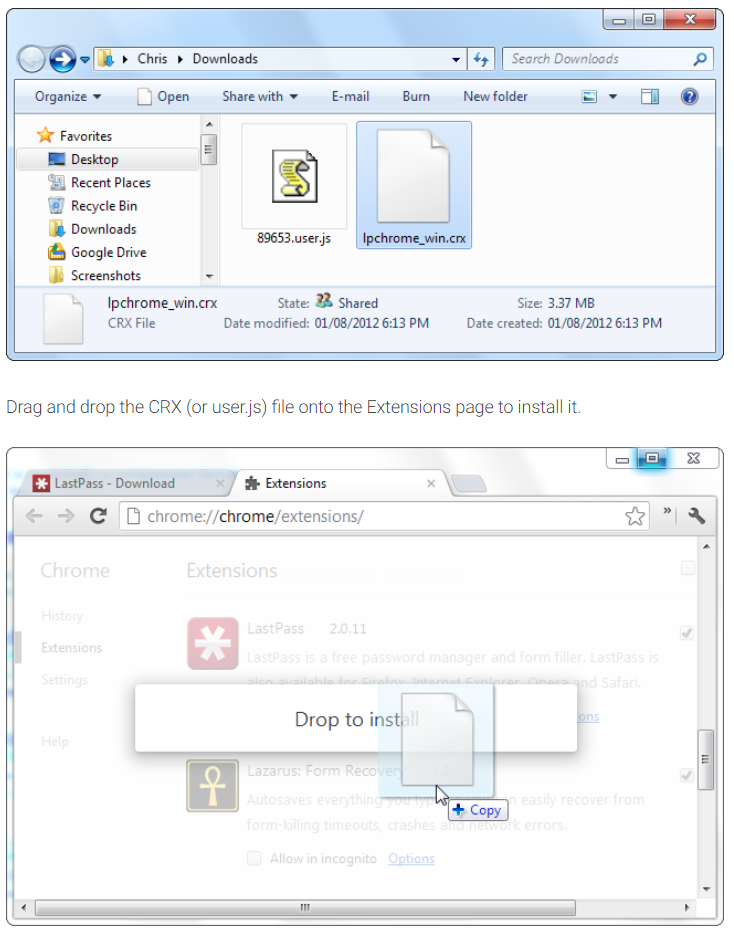 Chris Downloads
Search Downloads
Organize Open Share with E-mail Burn New folder
Favorites
Desktop
Recent Places
Recycle Bin
Downloads
Google Drive
Screenshots
89653.user.js
lpchrome_win.crx
lpchrome_win.crx State: Shared Size: 3.37 MB
CRX File Date modified: 01/08/2012 6:13 PM Date created: 01/08/2012 6:13 PM
Drag and drop the CRX (or user.js) file onto the Extensions page to install it.
LastPass - Download
Extensions
chrome://chrome/extensions/
Chrome
History
Extensions
Settings
Help
Extensions
LastPass 2.0.11
LastPass is a free password manager and form filler. LastPass is
also available for Firefox, Internet Explorer, Opera and Safari.
Drop to install
Lazarus: Form Recovery
Autosaves everything you type easily recover from
form-killing timeouts, crashes and network errors.
Allow in incognito Options
Copy